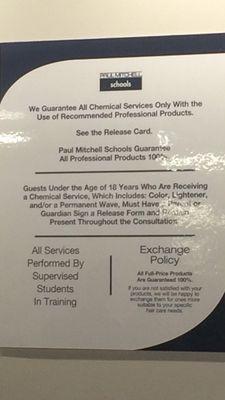 PAUL MITCHELL
schools
We Guarantee All Chemical Services Only With the
Use of Recommended Professional Products.
See the Release Card.
Paul Mitchell Schools Guarantee
All Professional Products 100%.
Guests Under the Age of 18 Years Who Are Receiving
a Chemical Service, Which Includes: Color, Lightener,
and/or a Permanent Wave, Must Have a Parent or
Guardian Sign a Release Form and Remain
Present Throughout the Consultation.
All Services
Performed By
Supervised
Students
In Training
Exchange
Policy
All Full-Price Products
Are Guaranteed 100%.
If you are not satisfied with your
products, we will be happy to
exchange them for ones more
suitable to your specific
hair care needs.